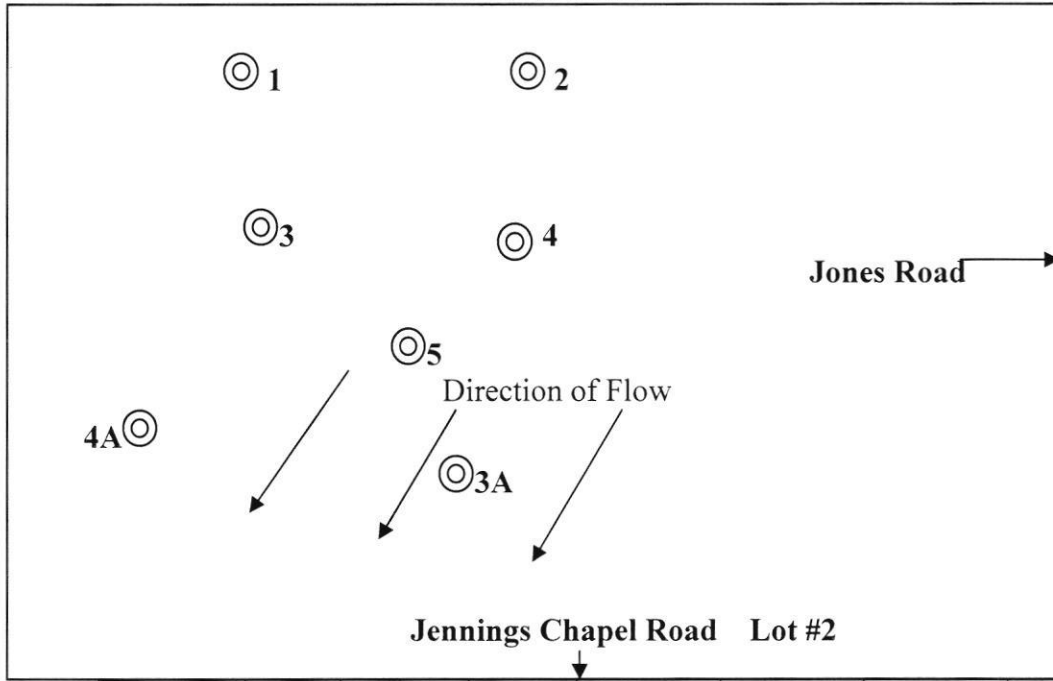 1
2
3
4
Jones Road
5
Direction of Flow
4A
3A
Jennings Chapel Road Lot #2